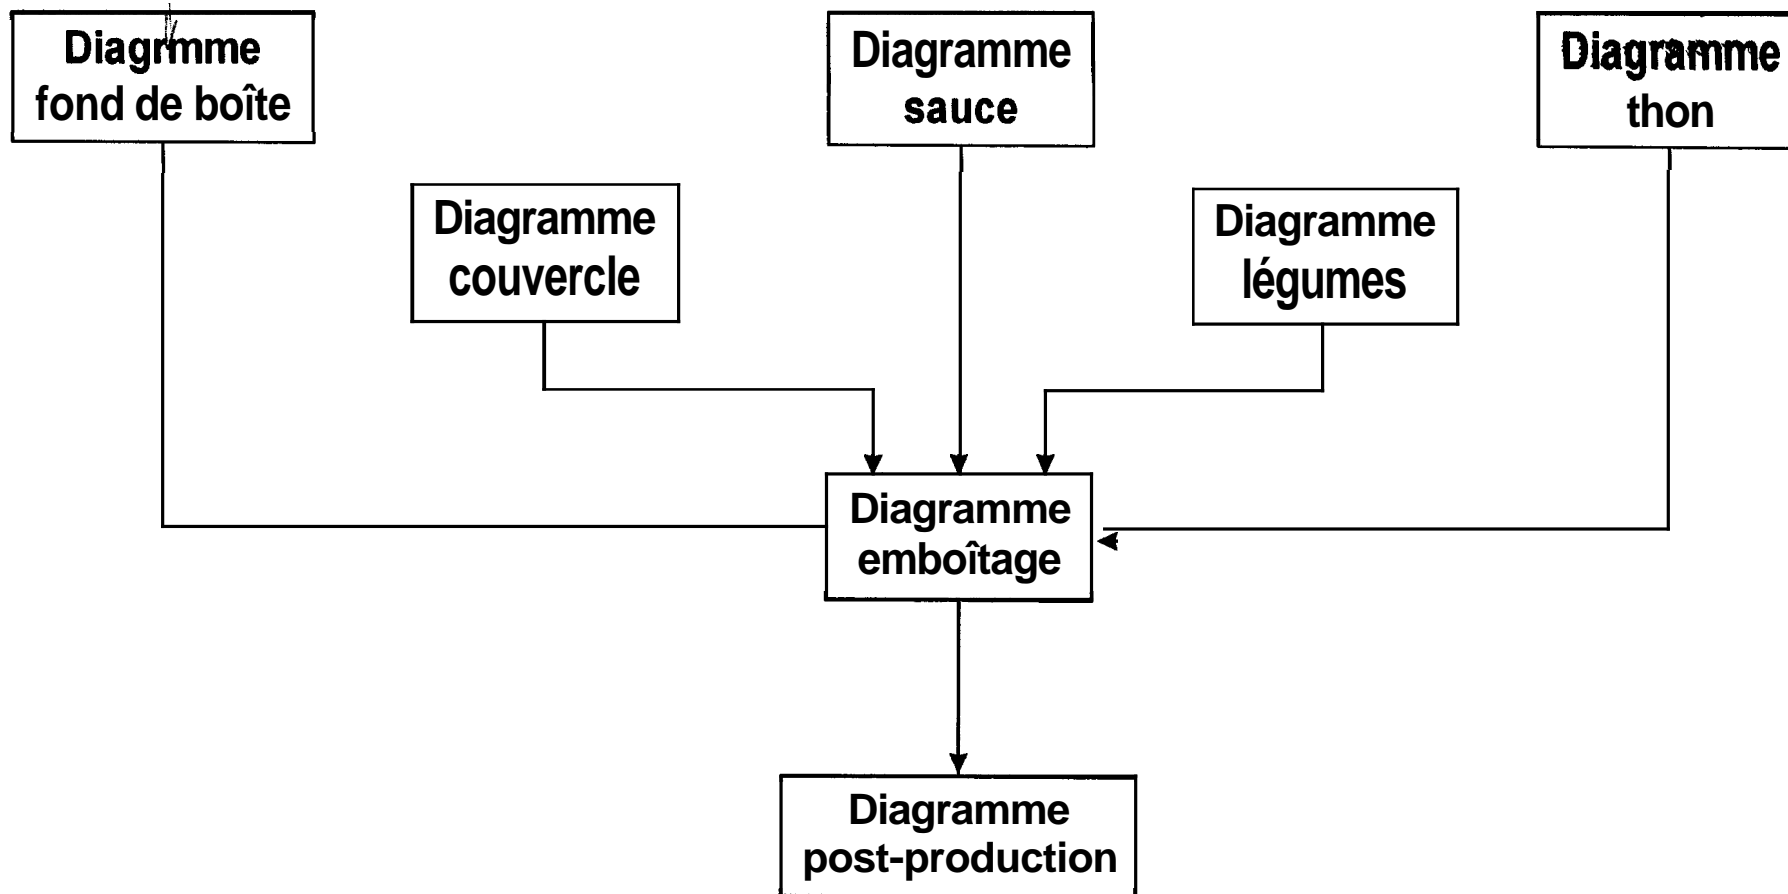 Diagrmme
fond de boîte
Diagramme
sauce
Diagramme
thon
Diagramme
couvercle
Diagramme
légumes
Diagramme
emboîtage
Diagramme
post-production